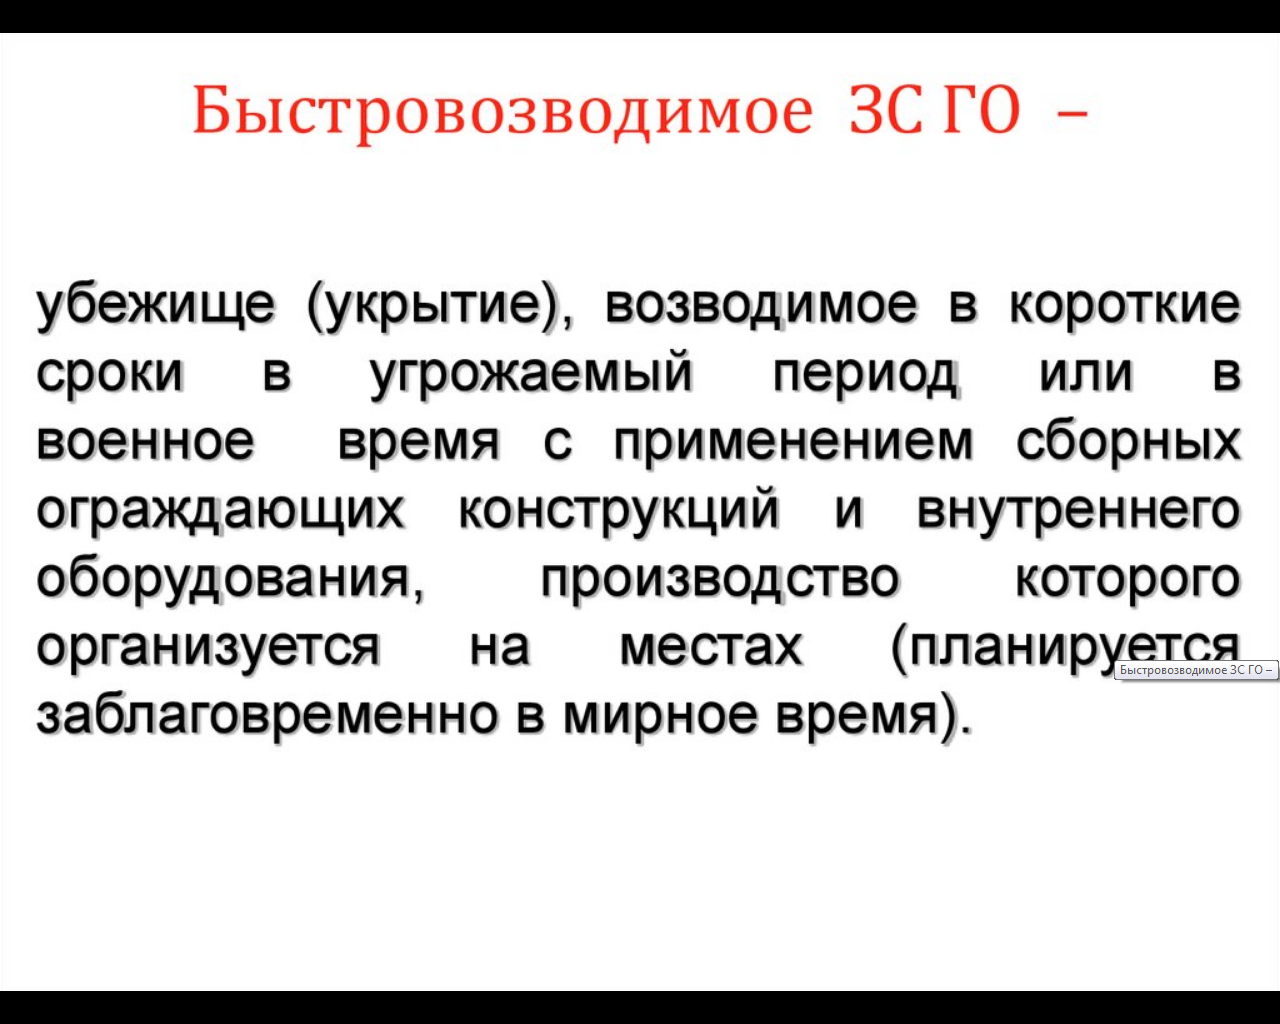 Быстровозводимое ЗС ГО –
убежище (укрытие), возводимое в короткие
сроки в угрожаемый период или в
военное время с применением сборных
ограждающих конструкций и внутреннего
оборудования, производство которого
организуется на местах (планируется
Быстровозводимое ЗС ГО –
заблаговременно в мирное время).